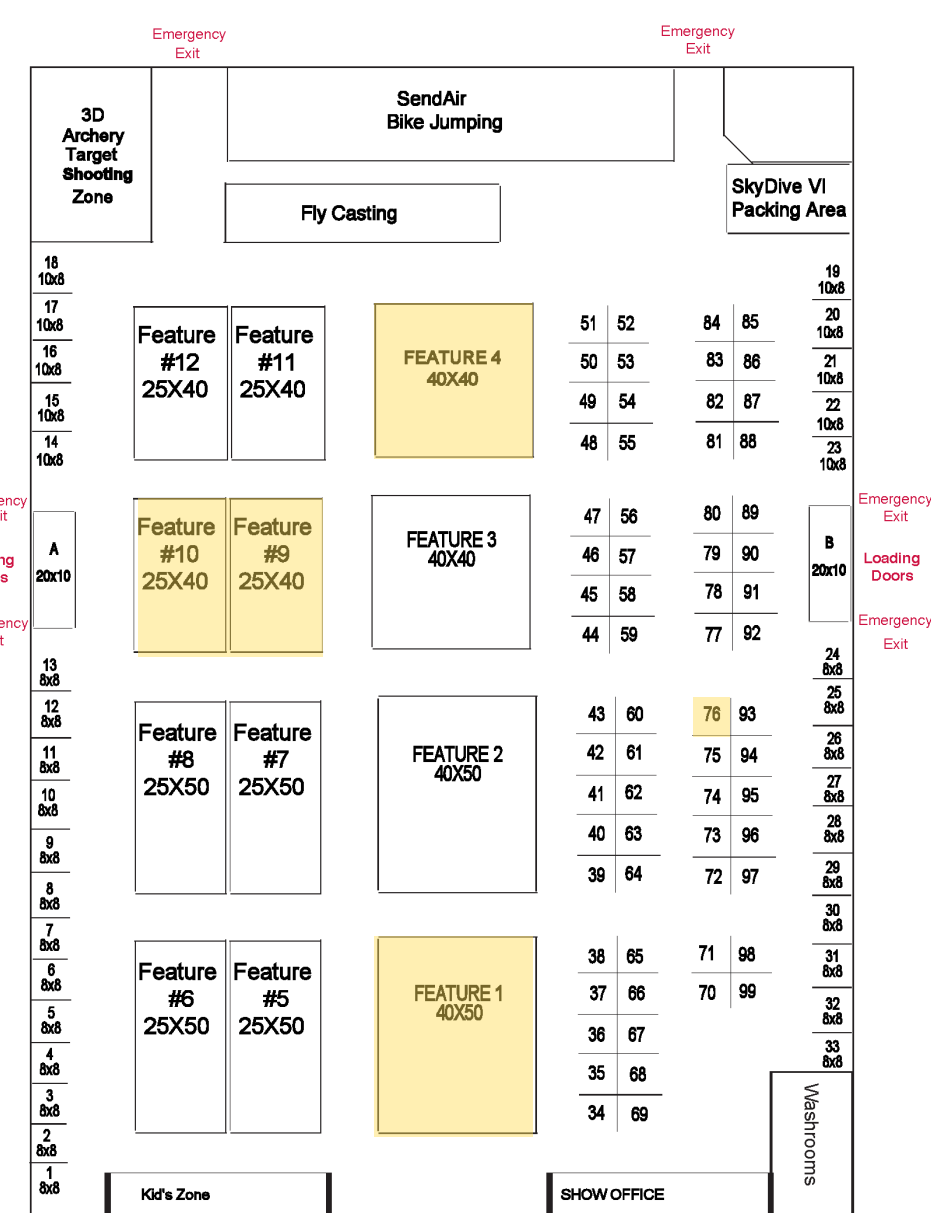 Emergency
Exit
Emergency
Exit
3D
Archery
Target
Shooting
Zone
SendAir
Bike Jumping
Fly Casting
SkyDive VI
Packing Area
18
10x8
17
10x8
16
10x8
15
10x8
14
10x8
19
10x8
20
10x8
21
10x8
22
10x8
23
10x8
Feature
#12
25X40
Feature
#11
25X40
FEATURE 4
40X40
51 52
50 53
49 54
48 55
84 85
83 86
82 87
81 88
A
20x10
B
20x10
Emergency
Exit
Loading
Doors
Emergency
Exit
Feature
#10
25X40
Feature
#9
25X40
FEATURE 3
40X40
47 56
46 57
45 58
44 59
80 89
79 90
78 91
77 92
13
8x8
12
8x8
11
8x8
10
8x8
9
8x8
8
8x8
7
8x8
6
8x8
5
8x8
4
8x8
3
8x8
2
8x8
1
8x8
Feature
#8
25X50
Feature
#7
25X50
FEATURE 2
40X50
43 60
42 61
41 62
40 63
39 64
76 93
75 94
74 95
73 96
72 97
24
8x8
25
8x8
26
8x8
27
8x8
28
8x8
29
8x8
30
8x8
31
8x8
32
8x8
33
8x8
Feature
#6
25X50
Feature
#5
25X50
FEATURE 1
40X50
38 65
37 66
36 67
35 68
34 69
71 98
70 99
Washrooms
Kid's Zone
SHOW OFFICE